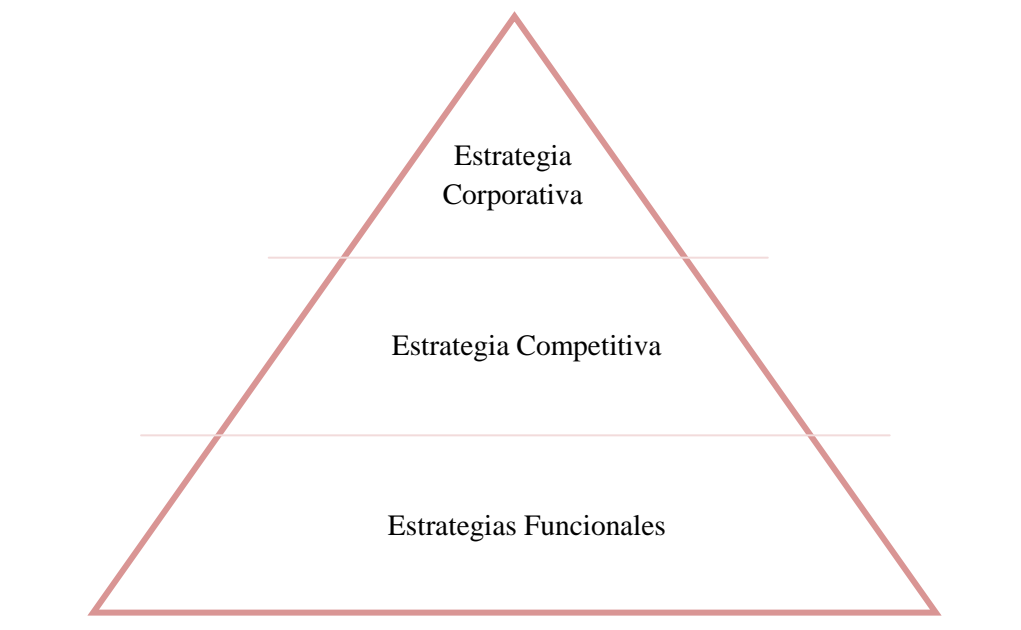 Estrategia
Corporativa
Estrategia Competitiva
Estrategias Funcionales